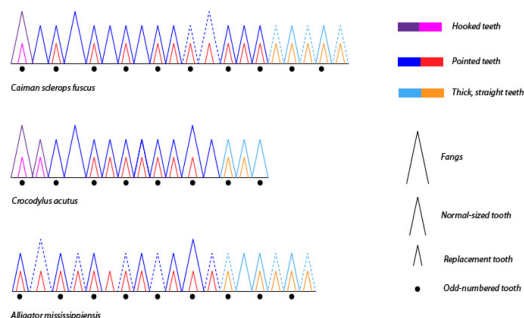 Caiman sclerops fuscus
Crocodylus acutus
Alligator mississippiensis
Hooked teeth
Pointed teeth
Thick, straight teeth
Fangs
Normal-sized tooth
Replacement tooth
Odd-numbered tooth